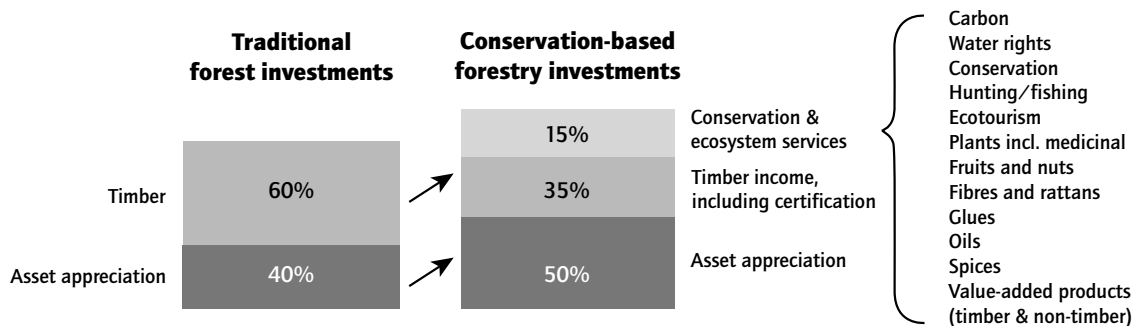 Traditional
forest investments
Timber
60%
Asset appreciation
40%
Conservation-based
forestry investments
15%
35%
50%
Conservation &
ecosystem services
Timber income,
including certification
Asset appreciation
Carbon
Water rights
Conservation
Hunting/fishing
Ecotourism
Plants incl. medicinal
Fruits and nuts
Fibres and rattans
Glues
Oils
Spices
Value-added products
(timber & non-timber)